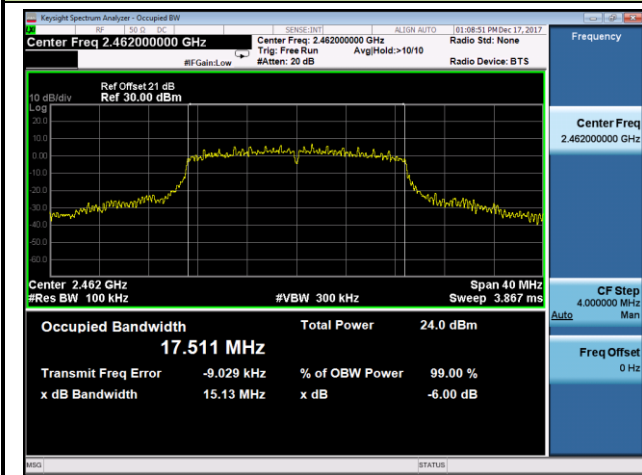 Keysight Spectrum Analyzer - Occupied BW
RF 50 Ω DC SENSE:INT ALIGN AUTO 01:08:51 PM Dec 17, 2017
Center Freq 2.462000000 GHz Center Freq: 2.462000000 GHz Radio Std: None Frequency
Trig: Free Run Avg|Hold:>10/10
#IFGain:Low #Atten: 20 dB Radio Device: BTS
Ref Offset 21 dB
10 dB/div Ref 30.00 dBm
Log
20.0
10.0
0.00
-10.0
-20.0
-30.0
-40.0
-50.0
-60.0
Center Freq
2.462000000 GHz
Center 2.462 GHz Span 40 MHz
#Res BW 100 kHz #VBW 300 kHz Sweep 3.867 ms
CF Step
4.000000 MHz
Auto Man
Occupied Bandwidth Total Power 24.0 dBm
17.511 MHz
Transmit Freq Error -9.029 kHz % of OBW Power 99.00 %
x dB Bandwidth 15.13 MHz x dB -6.00 dB
Freq Offset
0 Hz
MSG STATUS